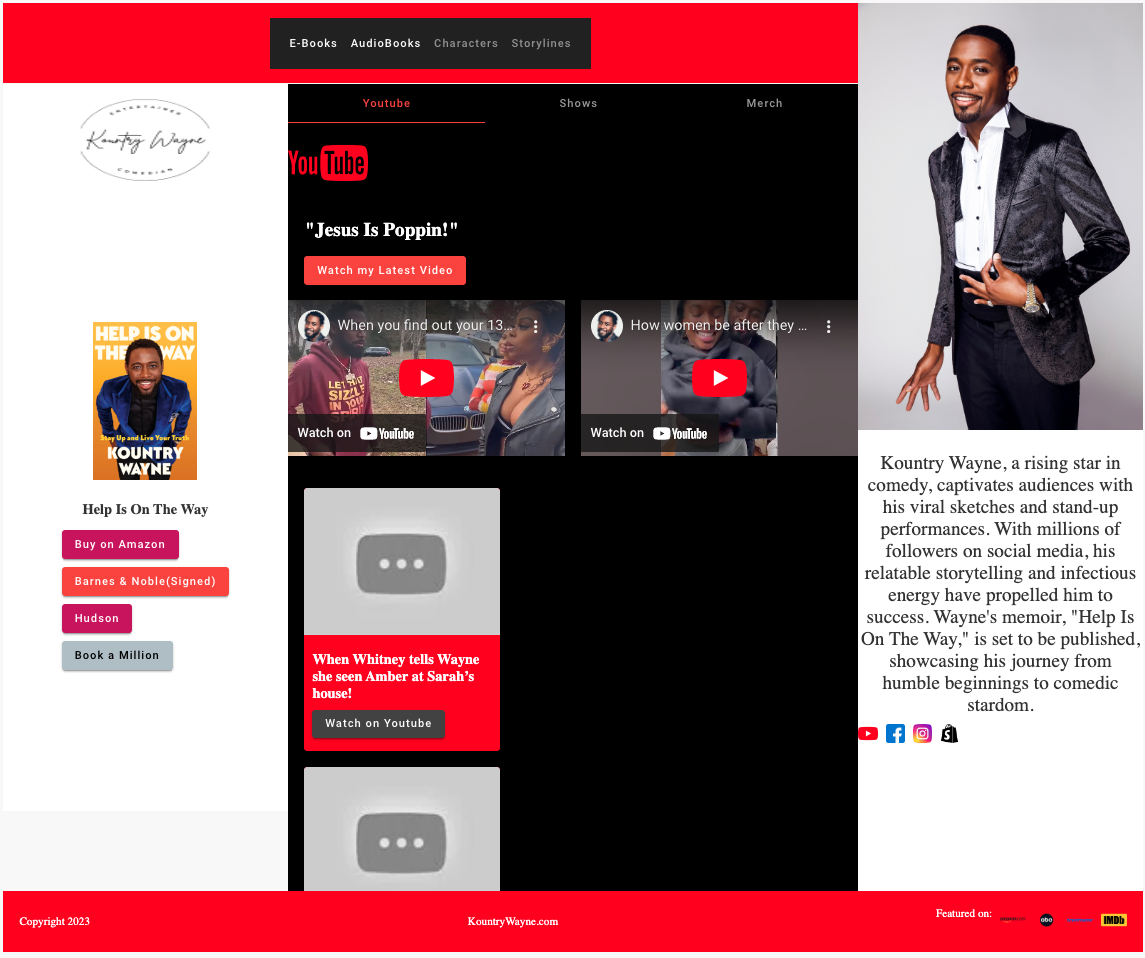 E-Books AudioBooks Characters Storylines
ENTERTAINER
Kountry Wayne
COMEDIAN
HELP IS ON
THE WAY
Stay Up and Live Your Truth
KOUNTRY
WAYNE
Help Is On The Way
Buy on Amazon
Barnes & Noble(Signed)
Hudson
Book a Million
Youtube Shows Merch
YouTube
"Jesus Is Poppin!"
Watch my Latest Video
When you find out your 13...
LET HAT
SIZZLE
IN YOUR
Watch on YouTube
How women be after they ...
Watch on YouTube
When Whitney tells Wayne
she seen Amber at Sarah’s
house!
Watch on Youtube
Kountry Wayne, a rising star in
comedy, captivates audiences with
his viral sketches and stand-up
performances. With millions of
followers on social media, his
relatable storytelling and infectious
energy have propelled him to
success. Wayne's memoir, "Help Is
On The Way," is set to be published,
showcasing his journey from
humble beginnings to comedic
stardom.
Copyright 2023
KountryWayne.com
Featured on:
abc
IMDb